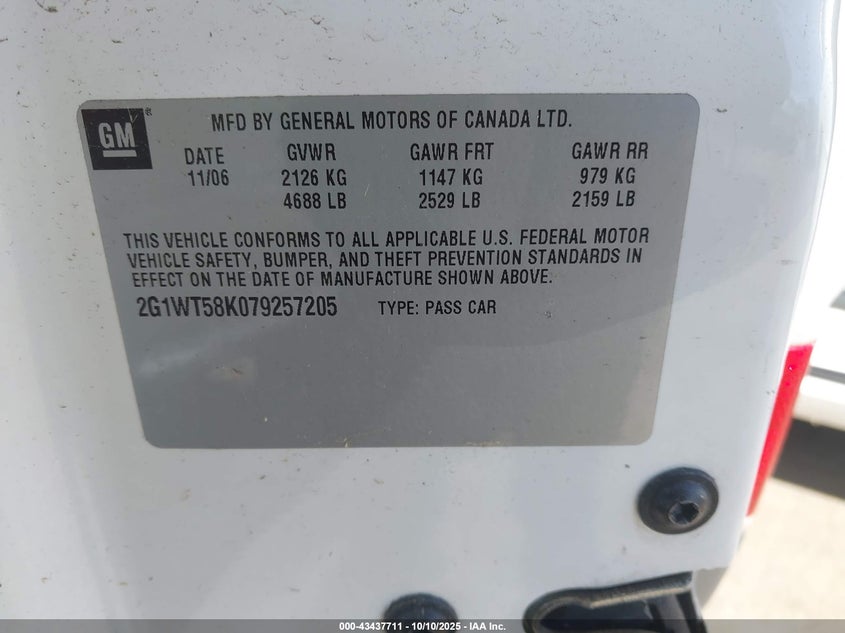 GM
MFD BY GENERAL MOTORS OF CANADA LTD.
DATE GVWR GAWR FRT GAWR RR
11/06 2126 KG 1147 KG 979 KG
4688 LB 2529 LB 2159 LB
THIS VEHICLE CONFORMS TO ALL APPLICABLE U.S. FEDERAL MOTOR
VEHICLE SAFETY, BUMPER, AND THEFT PREVENTION STANDARDS IN
EFFECT ON THE DATE OF MANUFACTURE SHOWN ABOVE.
2G1WT58K079257205 TYPE: PASS CAR
000-43437711 - 10/10/2025 - IAA Inc.